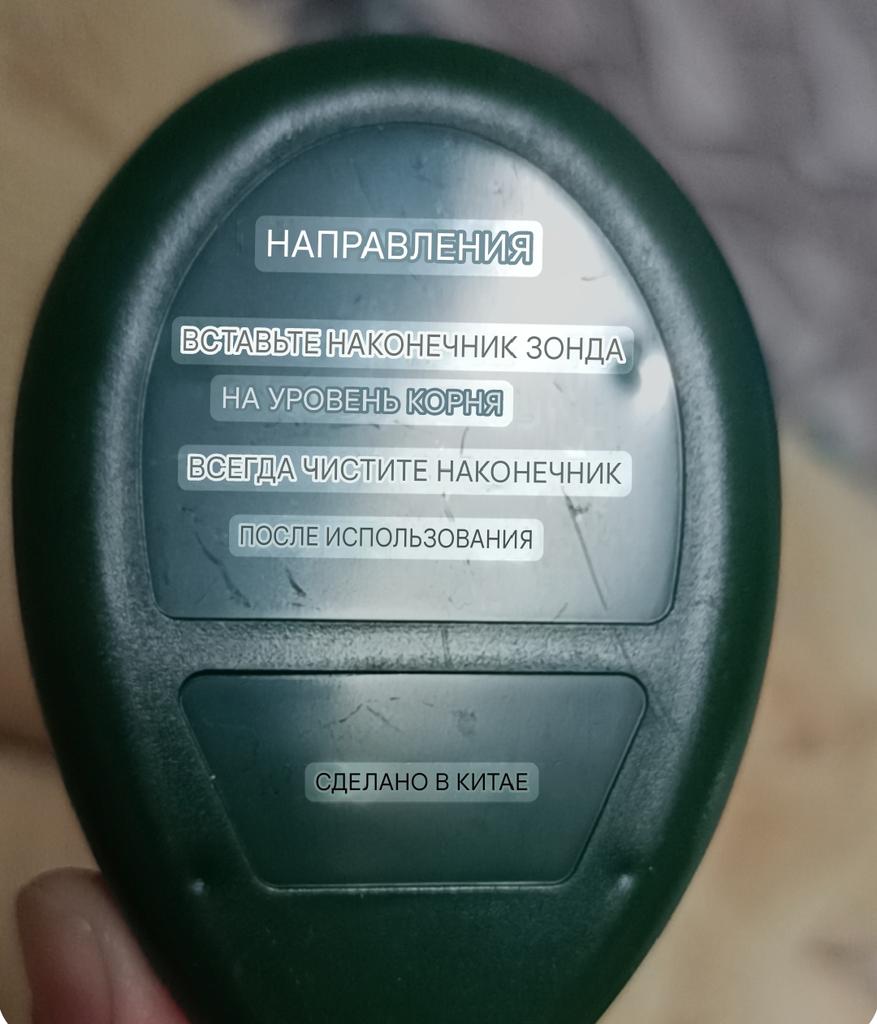 НАПРАВЛЕНИЯ
ВСТАВЬТЕ НАКОНЕЧНИК ЗОНДА
НА УРОВЕНЬ КОРНЯ
ВСЕГДА ЧИСТИТЕ НАКОНЕЧНИК
ПОСЛЕ ИСПОЛЬЗОВАНИЯ
СДЕЛАНО В КИТАЕ